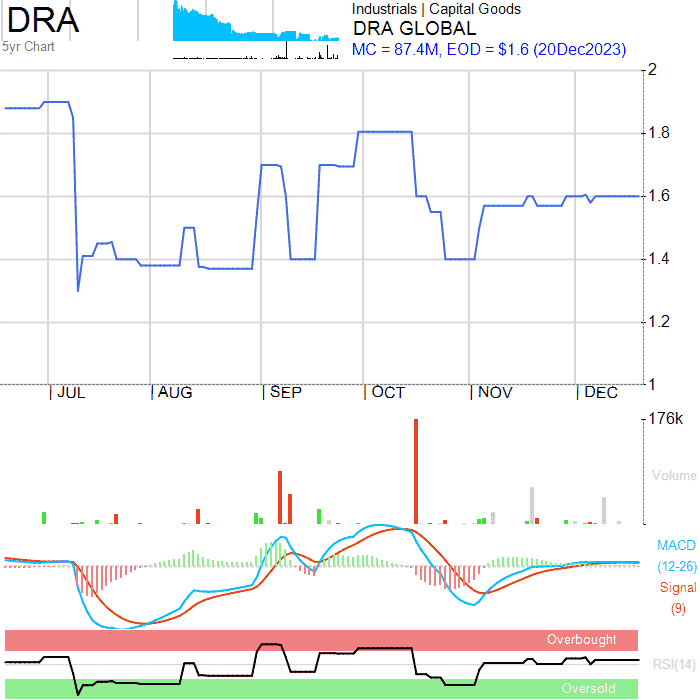 DRA
5yr Chart
Industrials | Capital Goods
DRA GLOBAL
MC = 87.4M, EOD = $1.6 (20Dec2023)
2
1.8
1.6
1.4
1.2
1
JUL AUG SEP OCT NOV DEC
176k
Volume
MACD
(12-26)
Signal
(9)
Overbought
RSI(14)
Oversold